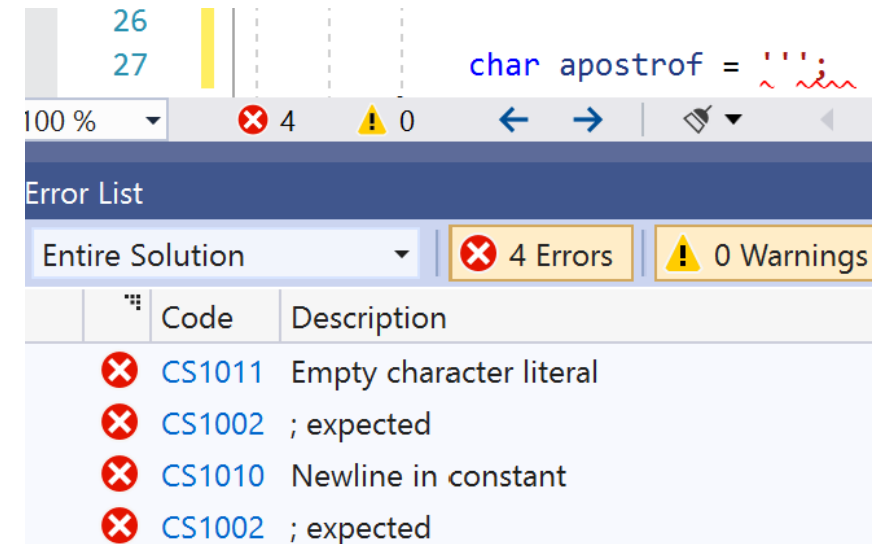 26
27 char apostrof = ''';
100 % 4 0
Error List
Entire Solution 4 Errors 0 Warnings
Code Description
CS1011 Empty character literal
CS1002 ; expected
CS1010 Newline in constant
CS1002 ; expected